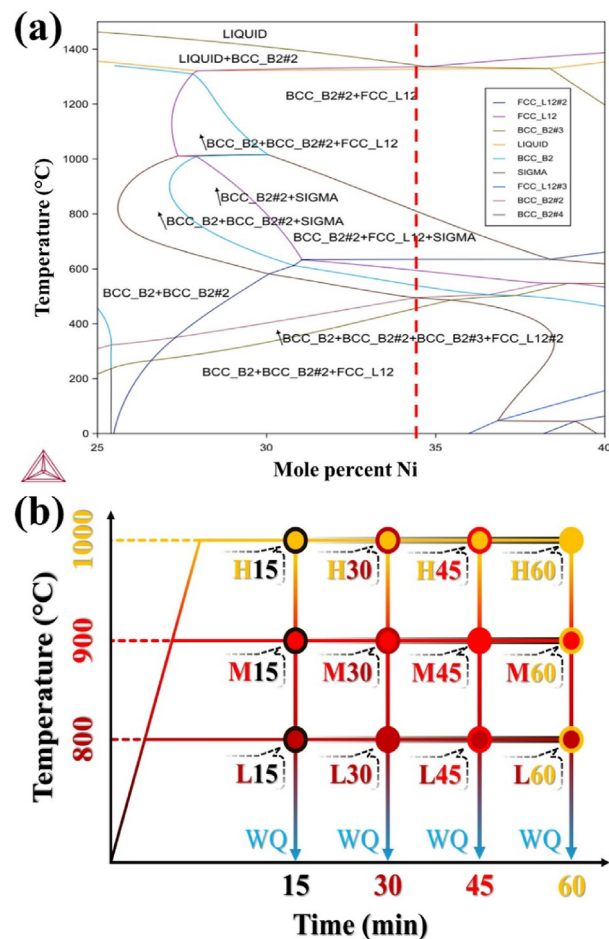 (a)
LIQUID
LIQUID+BCC_B2#2
BCC_B2#2+FCC_L12
BCC_B2+BCC_B2#2+FCC_L12
BCC_B2#2+SIGMA
BCC_B2+BCC_B2#2+SIGMA
BCC_B2#2+FCC_L12+SIGMA
BCC_B2+BCC_B2#2
BCC_B2+BCC_B2#2+BCC_B2#3+FCC_L12#2
BCC_B2+BCC_B2#2+FCC_L12
FCC_L12#2
FCC_L12
BCC_B2#3
LIQUID
BCC_B2
SIGMA
FCC_L12#3
BCC_B2#2
BCC_B2#4
Temperature (°C)
1400
1200
1000
800
600
400
200
0
25 30 35 40
Mole percent Ni
(b)
Temperature (°C)
1000
900
800
H15 H30 H45 H60
M15 M30 M45 M60
L15 L30 L45 L60
WQ WQ WQ WQ
15 30 45 60
Time (min)